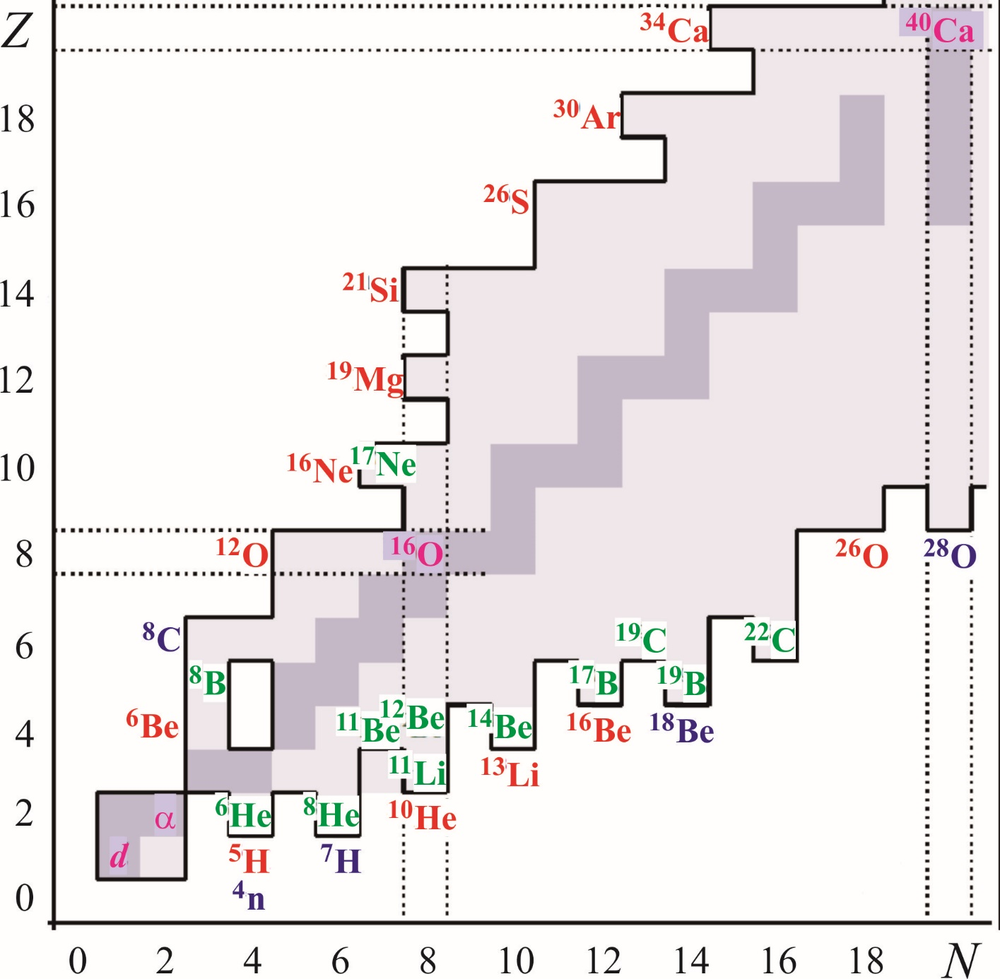 Z
³⁴Ca
⁴⁰Ca
18
³⁰Ar
16
²⁶S
14
²¹Si
12
¹⁹Mg
10
¹⁶Ne
¹⁷Ne
8
¹²O
¹⁶O
²⁶O
²⁸O
6
⁸C
¹⁹C
²²C
⁸B
¹⁷B
¹⁹B
4
⁶Be
¹¹Be
¹²Be
¹⁴Be
¹⁶Be
¹⁸Be
¹¹Li
¹³Li
2
α
⁶He
⁸He
¹⁰He
d
⁵H
⁷H
0
⁴n
0 2 4 6 8 10 12 14 16 18 N